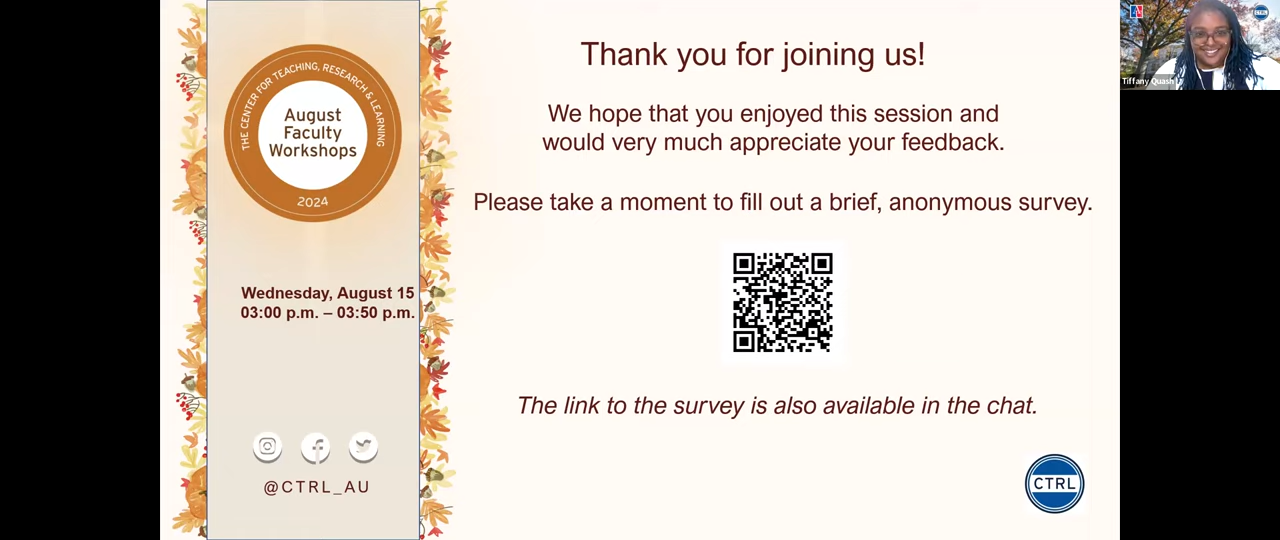 THE CENTER FOR TEACHING, RESEARCH & LEARNING
August
Faculty
Workshops
2024
Wednesday, August 15
03:00 p.m. – 03:50 p.m.
@CTRL_AU
Thank you for joining us!
We hope that you enjoyed this session and
would very much appreciate your feedback.
Please take a moment to fill out a brief, anonymous survey.
The link to the survey is also available in the chat.
CTRL
CTRL
Tiffany Quash